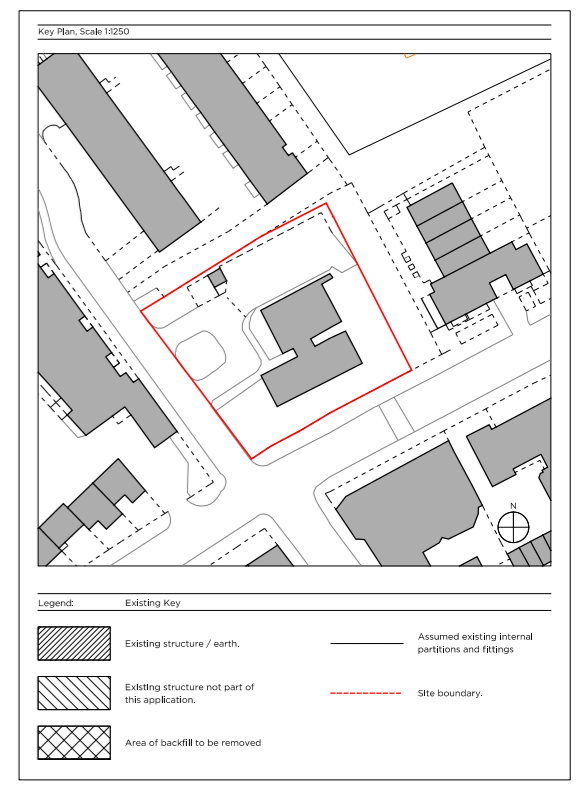 Key Plan, Scale 1:1250
N
Legend:
Existing Key
Existing structure / earth.
Assumed existing internal
partitions and fittings
Existing structure not part of
this application.
Site boundary.
Area of backfill to be removed